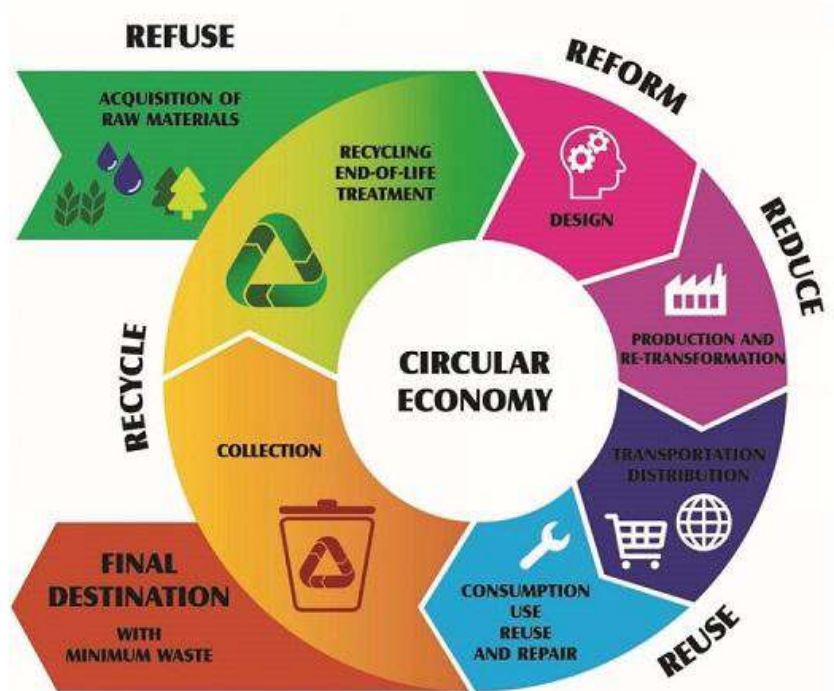 REFUSE
ACQUISITION OF
RAW MATERIALS
RECYCLING
END-OF-LIFE
TREATMENT
REFORM
DESIGN
REDUCE
PRODUCTION AND
RE-TRANSFORMATION
CIRCULAR
ECONOMY
RECYCLE
COLLECTION
TRANSPORTATION
DISTRIBUTION
REUSE
CONSUMPTION
USE
REUSE
AND REPAIR
FINAL
DESTINATION
WITH
MINIMUM WASTE